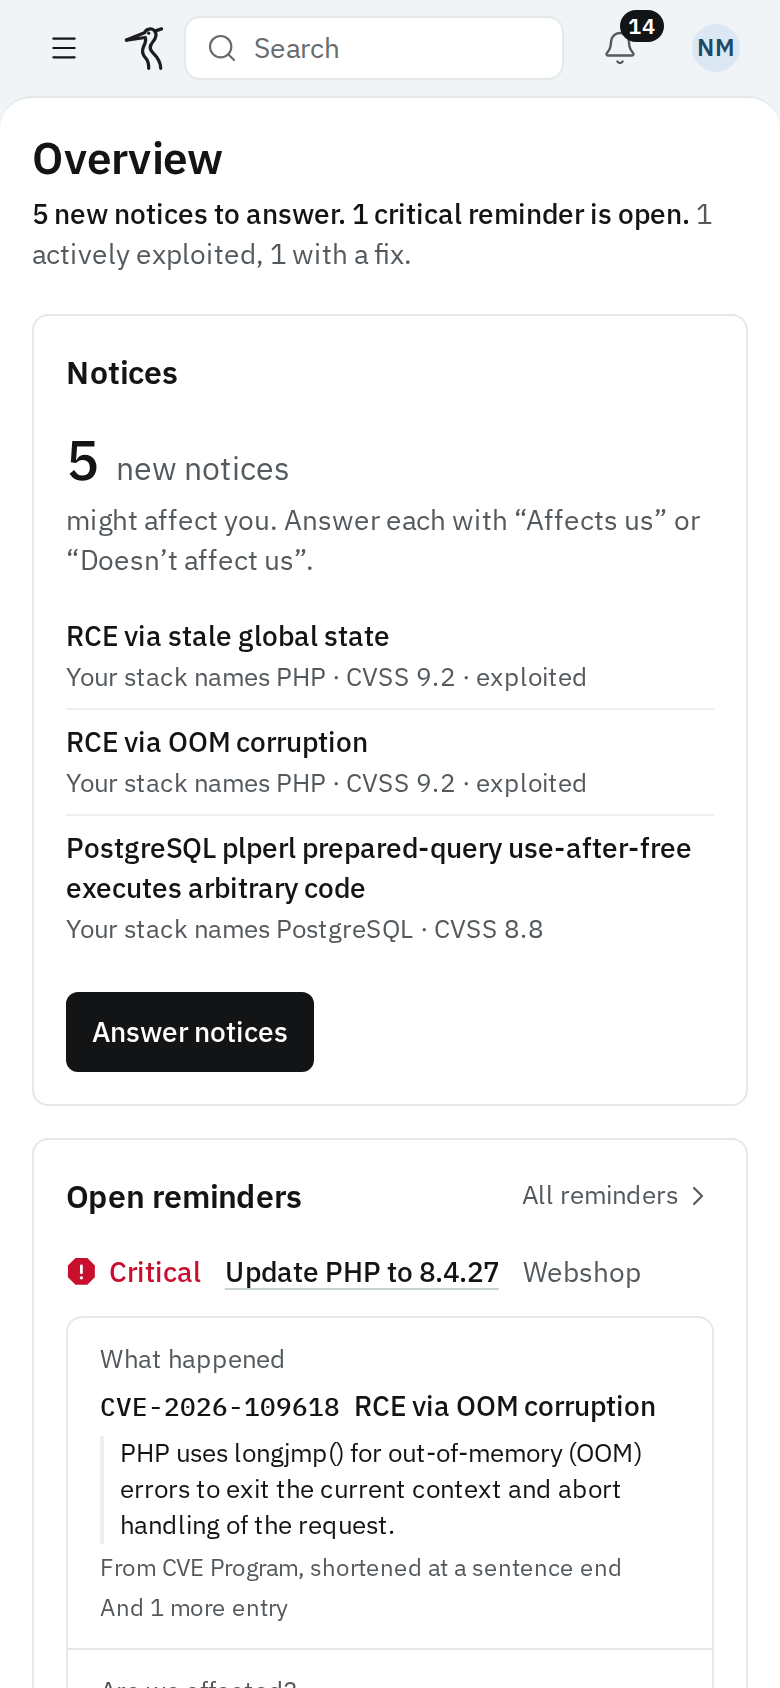 Search
14
NM
Overview
5 new notices to answer. 1 critical reminder is open. 1
actively exploited, 1 with a fix.
Notices
5 new notices
might affect you. Answer each with “Affects us” or
“Doesn’t affect us”.
RCE via stale global state
Your stack names PHP · CVSS 9.2 · exploited
RCE via OOM corruption
Your stack names PHP · CVSS 9.2 · exploited
PostgreSQL plperl prepared-query use-after-free
executes arbitrary code
Your stack names PostgreSQL · CVSS 8.8
Answer notices
Open reminders
All reminders
Critical Update PHP to 8.4.27 Webshop
What happened
CVE-2026-109618 RCE via OOM corruption
PHP uses longjmp() for out-of-memory (OOM)
errors to exit the current context and abort
handling of the request.
From CVE Program, shortened at a sentence end
And 1 more entry
Are we affected?